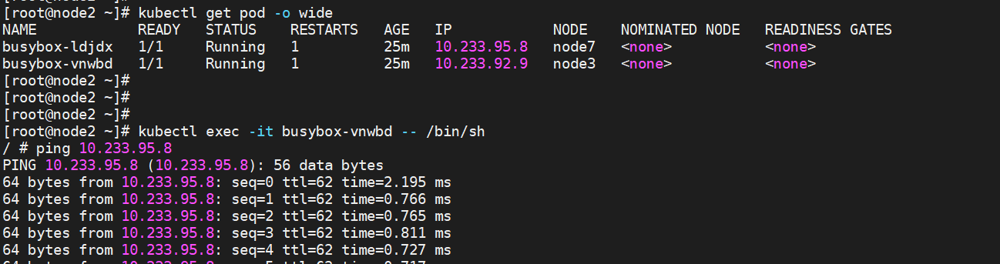 [root@node2 ~]#
[root@node2 ~]# kubectl get pod -o wide
NAME            READY   STATUS    RESTARTS   AGE   IP            NODE    NOMINATED NODE   READINESS GATES
busybox-ldjdx   1/1     Running   1          25m   10.233.95.8   node7   <none>           <none>
busybox-vnwbd   1/1     Running   1          25m   10.233.92.9   node3   <none>           <none>
[root@node2 ~]#
[root@node2 ~]#
[root@node2 ~]#
[root@node2 ~]# kubectl exec -it busybox-vnwbd -- /bin/sh
/ # ping 10.233.95.8
PING 10.233.95.8 (10.233.95.8): 56 data bytes
64 bytes from 10.233.95.8: seq=0 ttl=62 time=2.195 ms
64 bytes from 10.233.95.8: seq=1 ttl=62 time=0.766 ms
64 bytes from 10.233.95.8: seq=2 ttl=62 time=0.765 ms
64 bytes from 10.233.95.8: seq=3 ttl=62 time=0.811 ms
64 bytes from 10.233.95.8: seq=4 ttl=62 time=0.727 ms